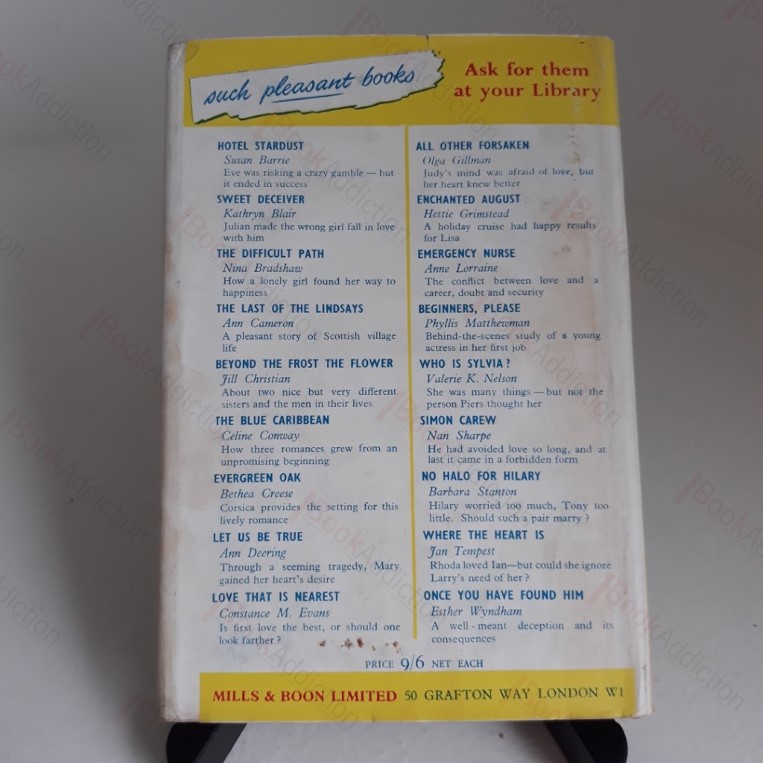 such pleasant books
Ask for them
at your Library
HOTEL STARDUST
Susan Barrie
Eve was risking a crazy gamble — but
it ended in success
SWEET DECEIVER
Kathryn Blair
Julian made the wrong girl fall in love
with him
THE DIFFICULT PATH
Nina Bradshaw
How a lonely girl found her way to
happiness
THE LAST OF THE LINDSAYS
Ann Cameron
A pleasant story of Scottish village
life
BEYOND THE FROST THE FLOWER
Jill Christian
About two nice but very different
sisters and the men in their lives
THE BLUE CARIBBEAN
Celine Conway
How three romances grew from an
unpromising beginning
EVERGREEN OAK
Bethea Creese
Corsica provides the setting for this
lively romance
LET US BE TRUE
Ann Deering
Through a seeming tragedy, Mary
gained her heart's desire
LOVE THAT IS NEAREST
Constance M. Evans
Is first love the best, or should one
look farther?
ALL OTHER FORSAKEN
Olga Gillman
Judy's mind was afraid of love, but
her heart knew better
ENCHANTED AUGUST
Hettie Grimstead
A holiday cruise had happy results
for Lisa
EMERGENCY NURSE
Anne Lorraine
The conflict between love and a
career, doubt and security
BEGINNERS, PLEASE
Phyllis Matthewman
Behind-the-scenes study of a young
actress in her first job
WHO IS SYLVIA?
Valerie K. Nelson
She was many things — but not the
person Piers thought her
SIMON CAREW
Nan Sharpe
He had avoided love so long, and at
last it came in a forbidden form
NO HALO FOR HILARY
Barbara Stanton
Hilary worried too much, Tony too
little. Should such a pair marry?
WHERE THE HEART IS
Jan Tempest
Rhoda loved Ian—but could she ignore
Larry's need of her?
ONCE YOU HAVE FOUND HIM
Esther Wyndham
A well-meant deception and its
consequences
PRICE 9/6 NET EACH
MILLS & BOON LIMITED 50 GRAFTON WAY LONDON W1
BookAddiction